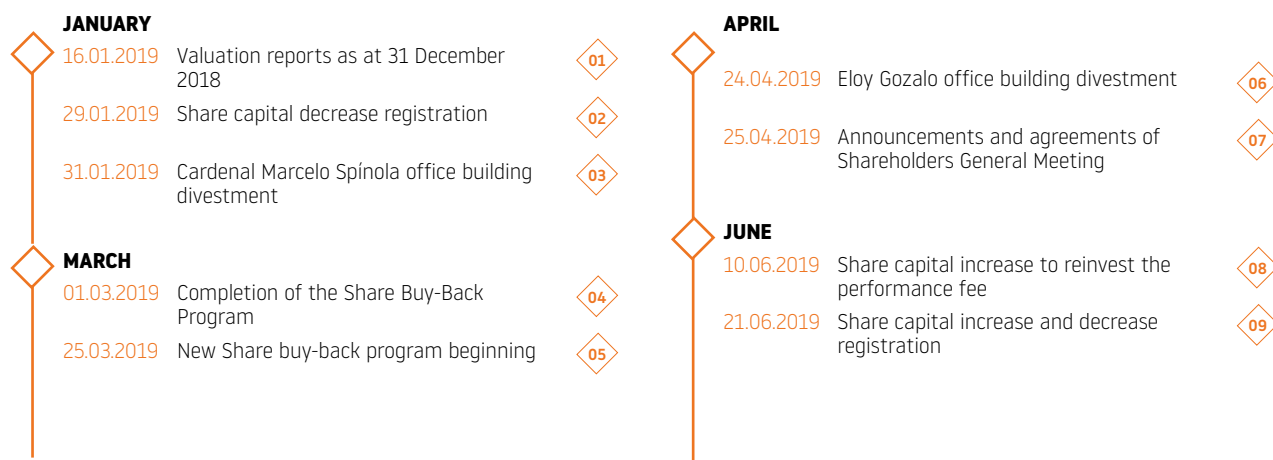 JANUARY
16.01.2019 Valuation reports as at 31 December 01
2018
29.01.2019 Share capital decrease registration 02
31.01.2019 Cardenal Marcelo Spínola office building 03
divestment
MARCH
01.03.2019 Completion of the Share Buy-Back 04
Program
25.03.2019 New Share buy-back program beginning 05
APRIL
24.04.2019 Eloy Gozalo office building divestment 06
25.04.2019 Announcements and agreements of 07
Shareholders General Meeting
JUNE
10.06.2019 Share capital increase to reinvest the 08
performance fee
21.06.2019 Share capital increase and decrease 09
registration